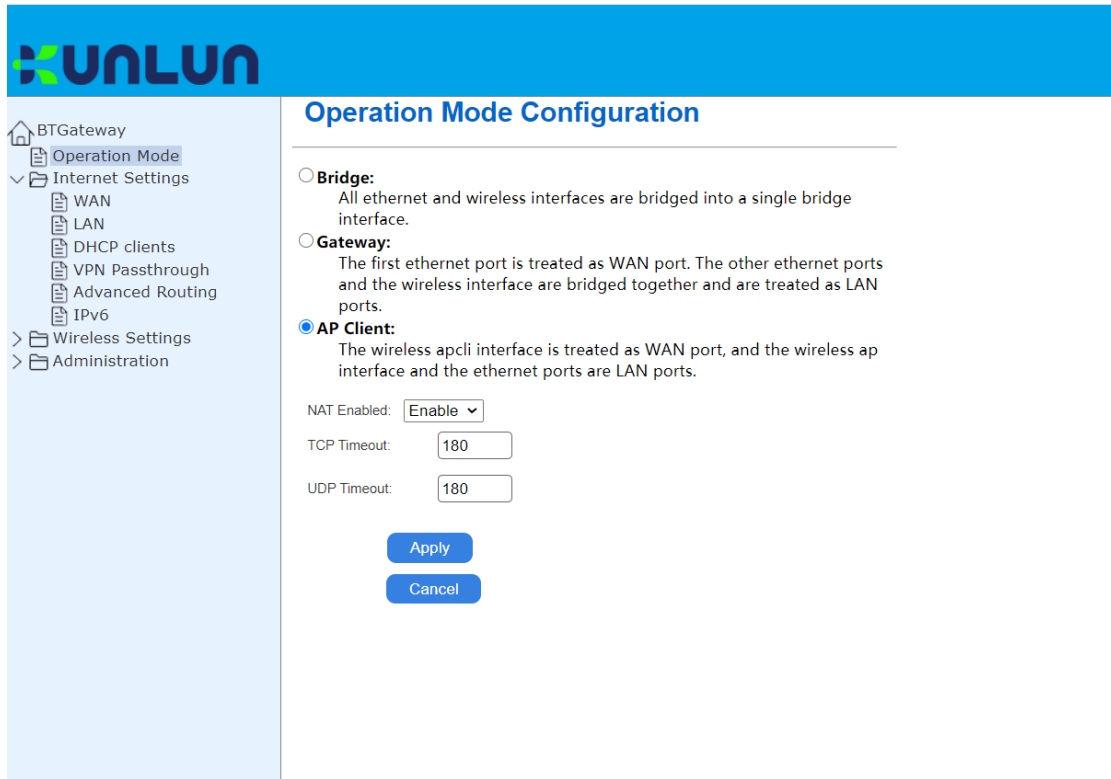 KUNLUN
Operation Mode Configuration
BTGateway
Operation Mode
Internet Settings
WAN
LAN
DHCP clients
VPN Passthrough
Advanced Routing
IPv6
Wireless Settings
Administration
Bridge:
All ethernet and wireless interfaces are bridged into a single bridge
interface.
Gateway:
The first ethernet port is treated as WAN port. The other ethernet ports
and the wireless interface are bridged together and are treated as LAN
ports.
AP Client:
The wireless apcli interface is treated as WAN port, and the wireless ap
interface and the ethernet ports are LAN ports.
NAT Enabled: Enable
TCP Timeout: 180
UDP Timeout: 180
Apply
Cancel